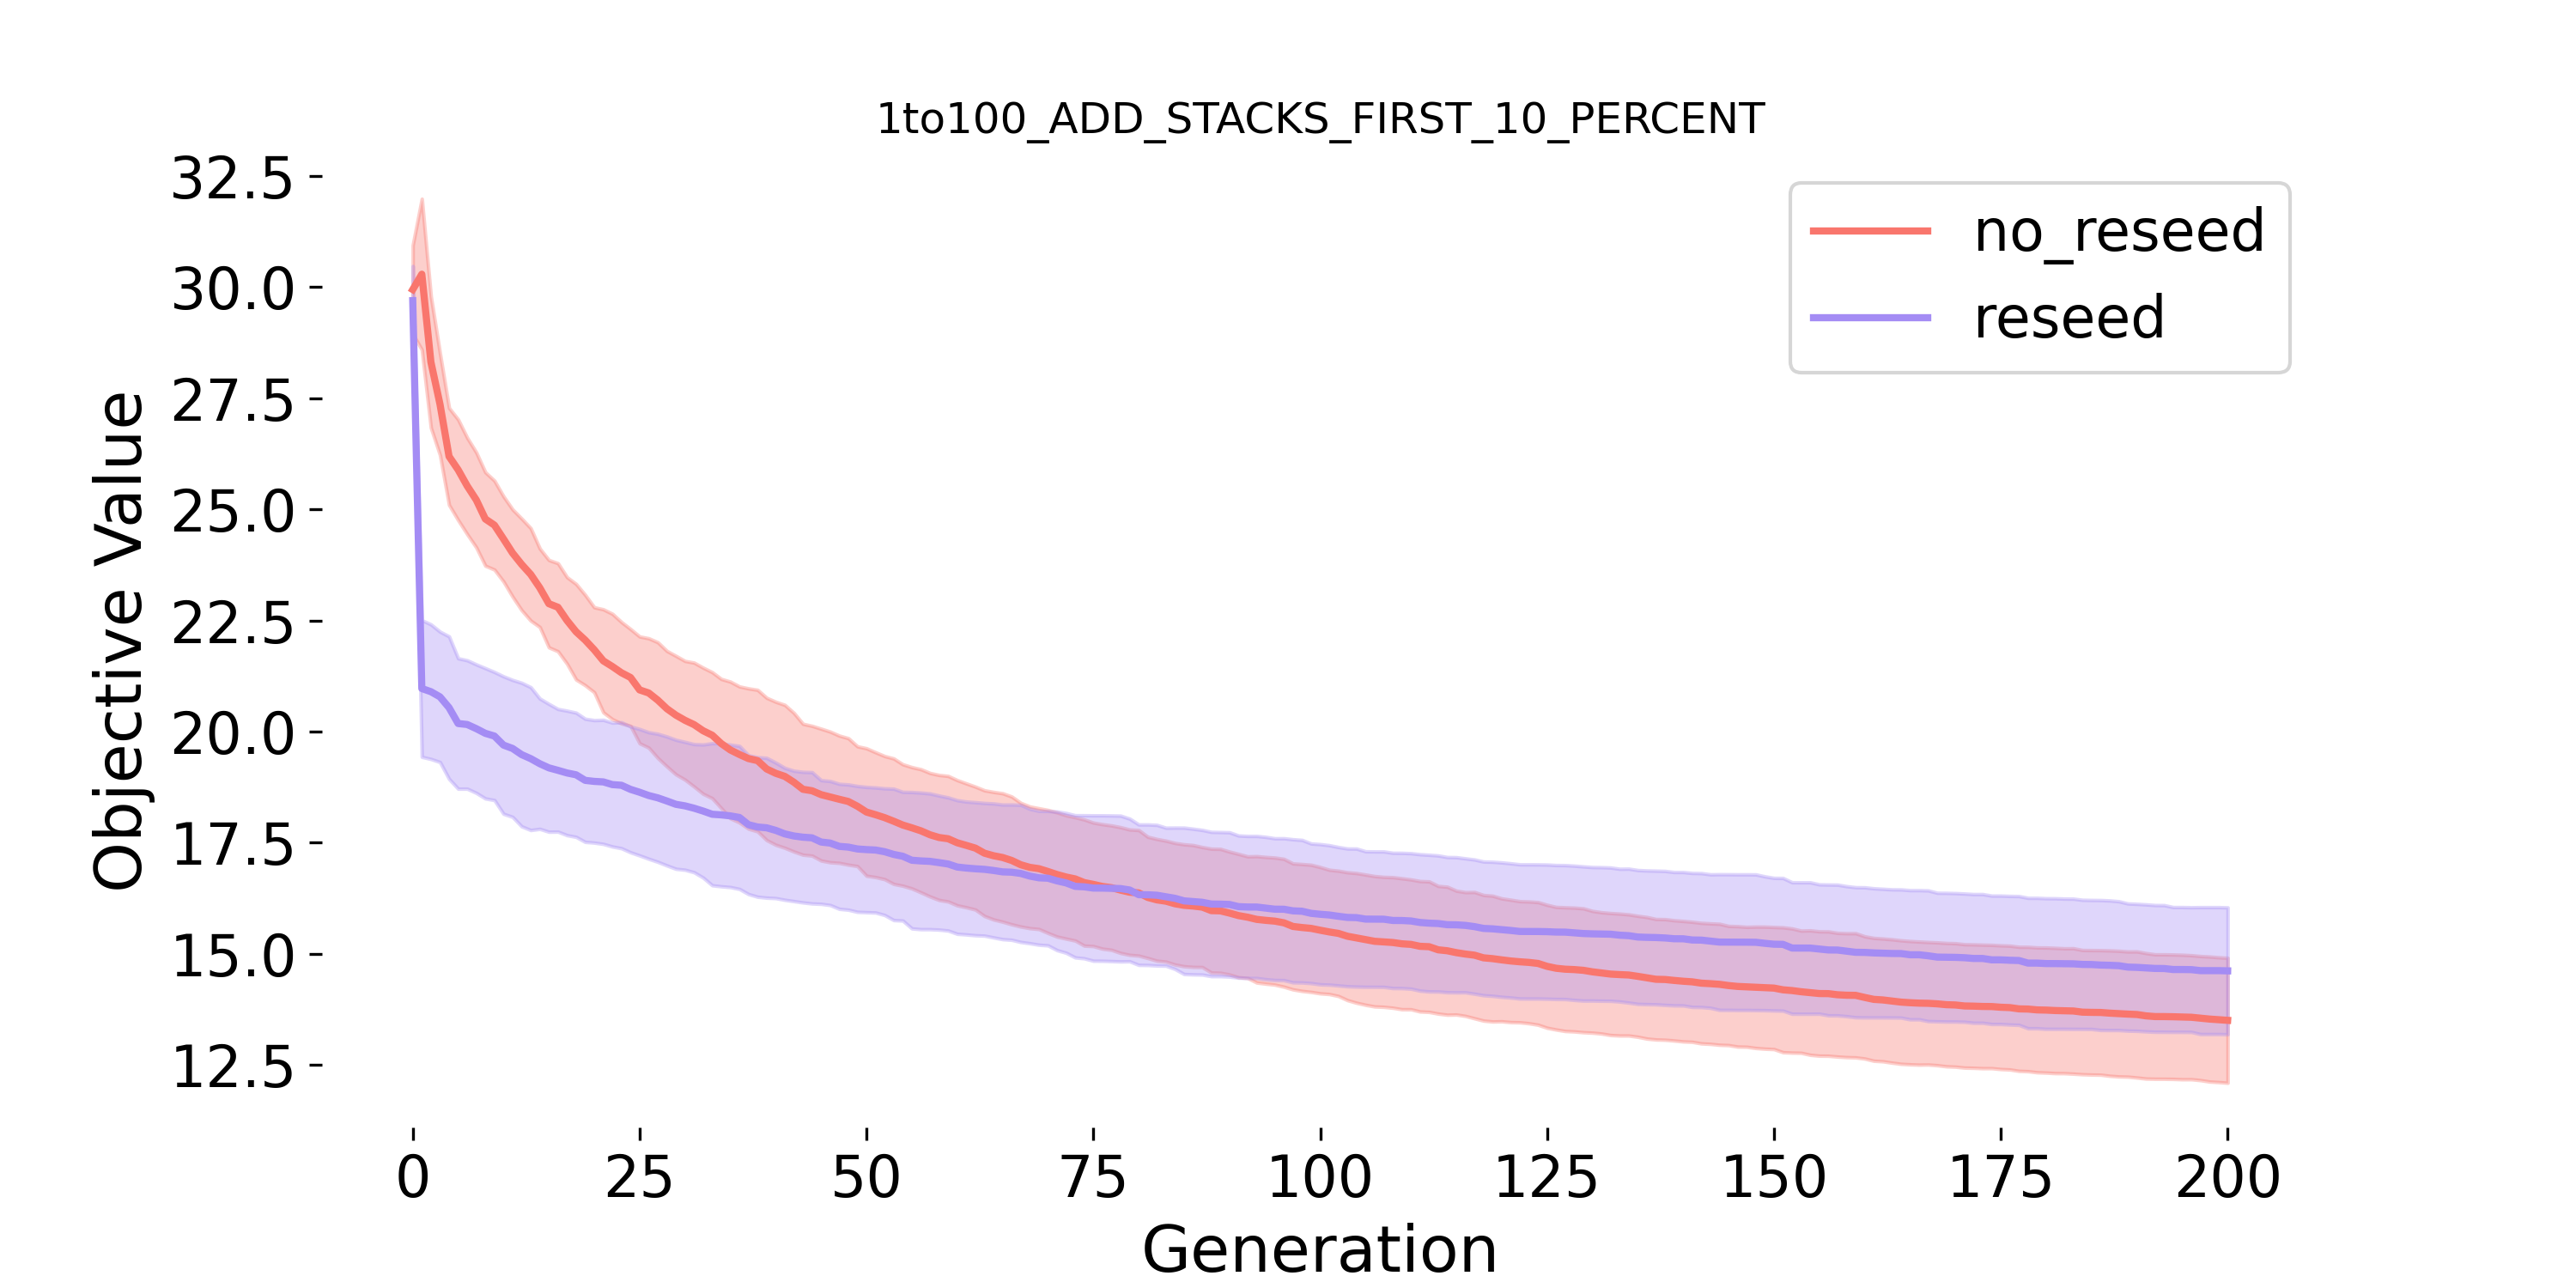 1to100_ADD_STACKS_FIRST_10_PERCENT
32.5
30.0
27.5
25.0
22.5
20.0
17.5
15.0
12.5
Objective Value
no_reseed
reseed
0 25 50 75 100 125 150 175 200
Generation